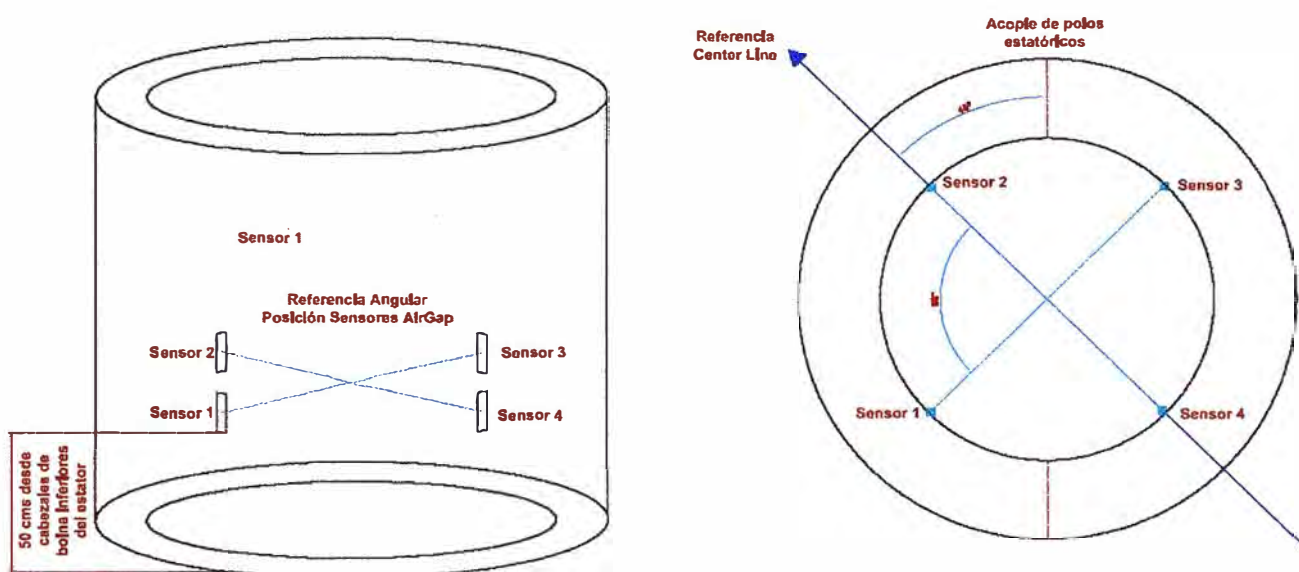 Sensor 1
Referencia Angular
Posición Sensores AirGap
Sensor 2
Sensor 3
Sensor 1
Sensor 4
50 cms desde
cabezales de
bolna Inferiores
del estator
Referencia
Center Line
Acople de polos
estatóricos
Sensor 2
Sensor 3
Sensor 1
Sensor 4